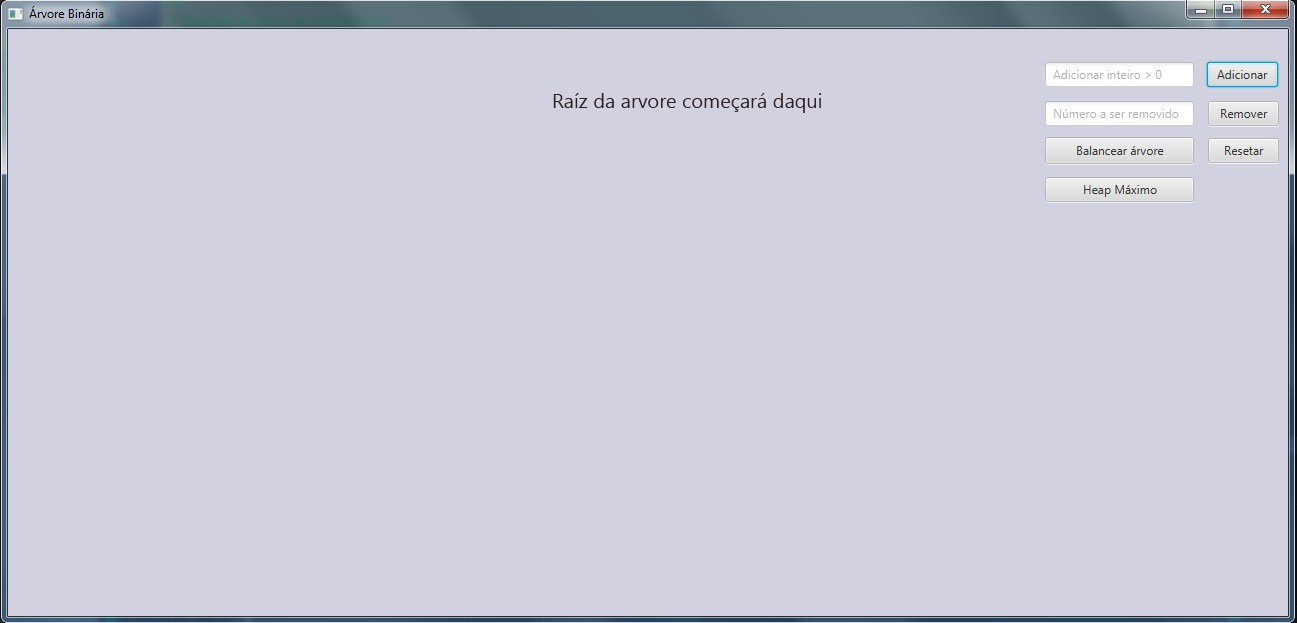 Árvore Binária
Adicionar inteiro > 0 Adicionar
Raíz da arvore começará daqui
Número a ser removido Remover
Balancear árvore Resetar
Heap Máximo